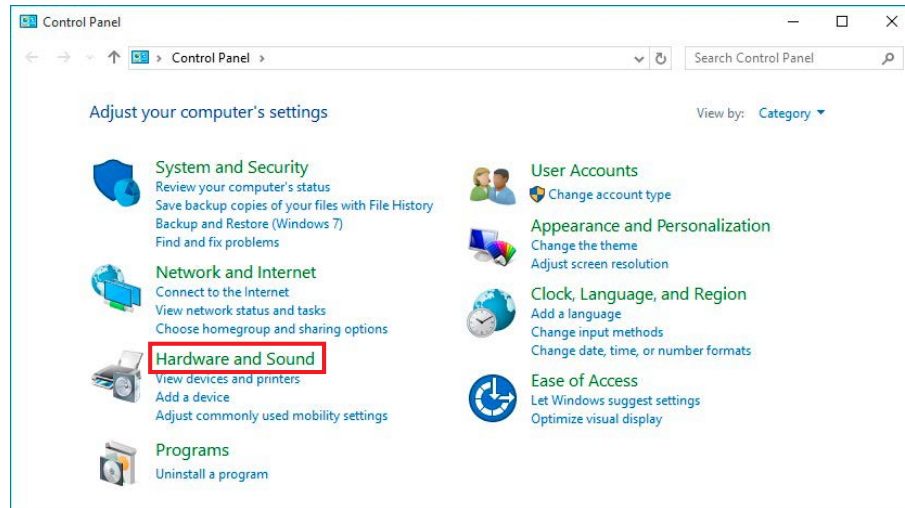 Control Panel
Control Panel
Search Control Panel
Adjust your computer's settings
View by: Category
System and Security
Review your computer's status
Save backup copies of your files with File History
Backup and Restore (Windows 7)
Find and fix problems
Network and Internet
Connect to the Internet
View network status and tasks
Choose homegroup and sharing options
Hardware and Sound
View devices and printers
Add a device
Adjust commonly used mobility settings
Programs
Uninstall a program
User Accounts
Change account type
Appearance and Personalization
Change the theme
Adjust screen resolution
Clock, Language, and Region
Add a language
Change input methods
Change date, time, or number formats
Ease of Access
Let Windows suggest settings
Optimize visual display